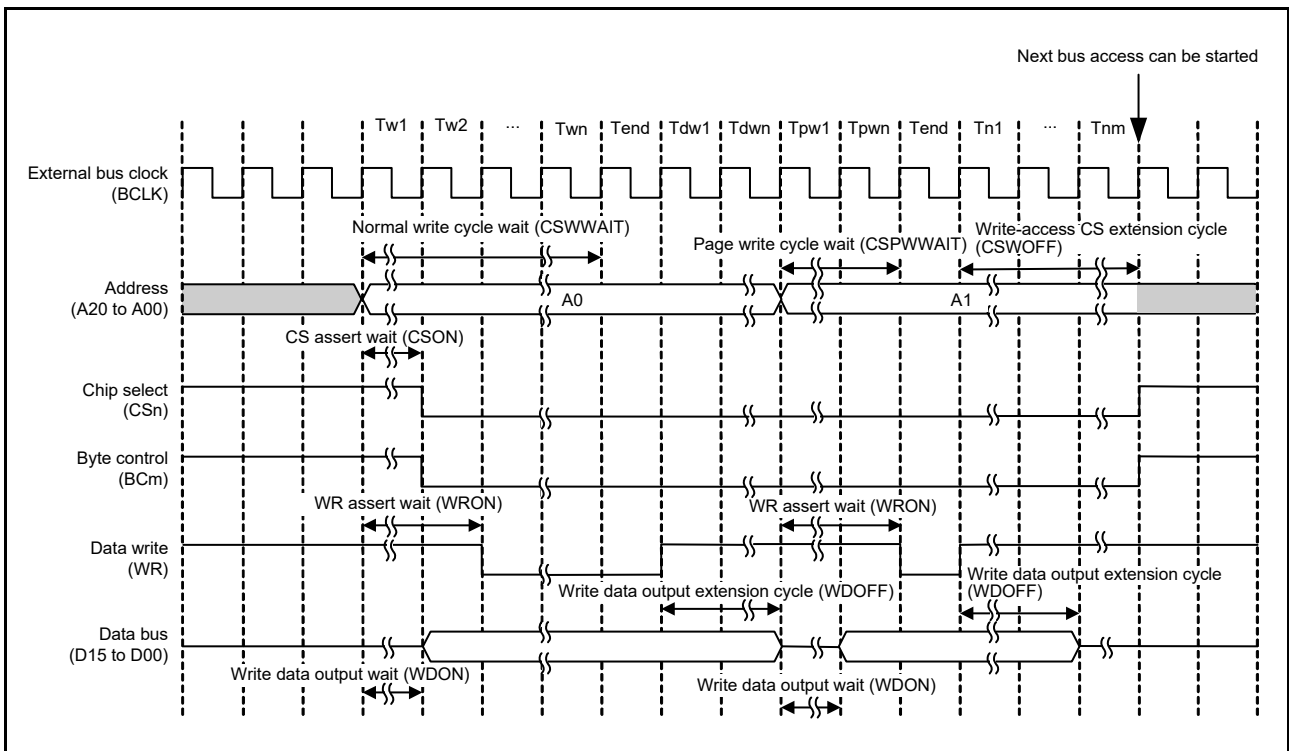 Next bus access can be started
Tw1 Tw2 ... Twn Tend Tdw1 Tdwn Tpw1 Tpwn Tend Tn1 ... Tnm
External bus clock
(BCLK)
Normal write cycle wait (CSWWAIT)
Page write cycle wait (CSPWWAIT)
Write-access CS extension cycle
(CSWOFF)
Address
(A20 to A00)
A0
A1
CS assert wait (CSON)
Chip select
(CSn)
Byte control
(BCm)
WR assert wait (WRON)
WR assert wait (WRON)
Data write
(WR)
Write data output extension cycle (WDOFF)
Write data output extension cycle
(WDOFF)
Data bus
(D15 to D00)
Write data output wait (WDON)
Write data output wait (WDON)